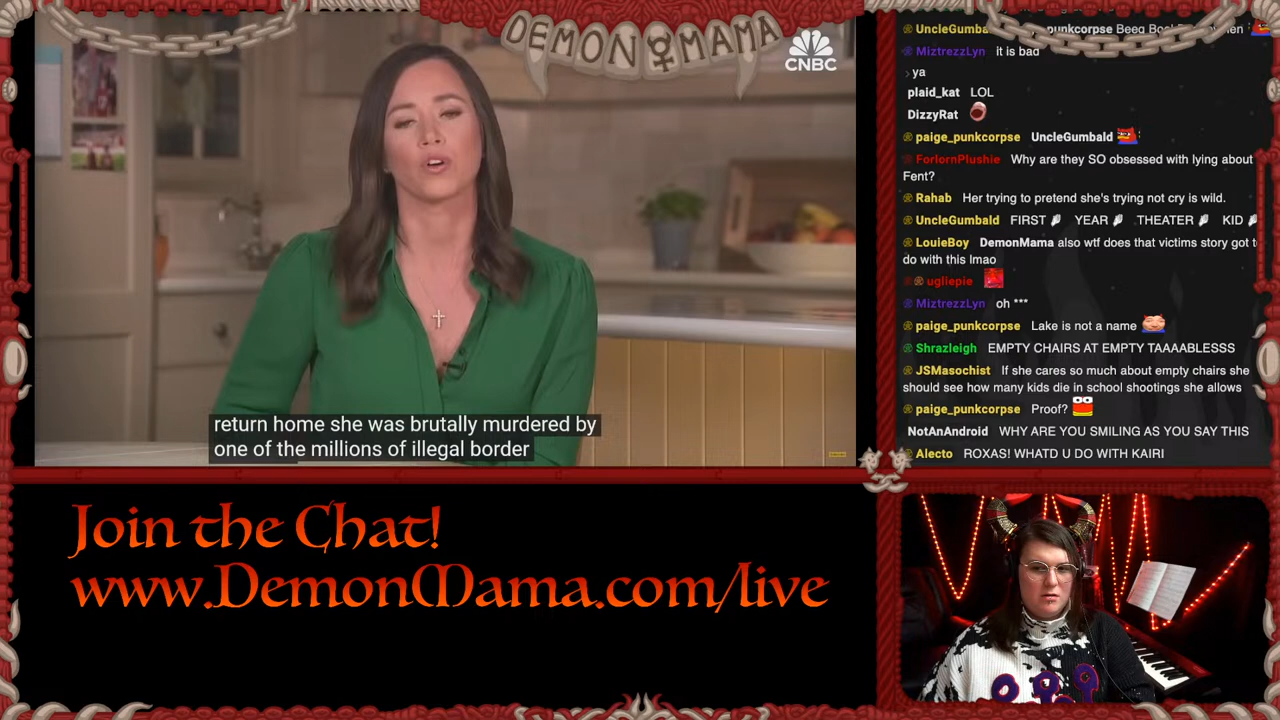 DEMON MAMA
CNBC
return home she was brutally murdered by
one of the millions of illegal border
UncleGumba
punkcorpse Beeg
MiztrezzLyn it is bad
ya
plaid_kat LOL
DizzyRat
paige_punkcorpse UncleGumbald
ForlornPlushie Why are they SO obsessed with lying about
Fent?
Rahab Her trying to pretend she's trying not cry is wild.
UncleGumbald FIRST YEAR THEATER KID
LouieBoy DemonMama also wtf does that victims story got t
do with this lmao
ugliepie
MiztrezzLyn oh ***
paige_punkcorpse Lake is not a name
Shrazleigh EMPTY CHAIRS AT EMPTY TAAAABLESSS
JSMasochist If she cares so much about empty chairs she
should see how many kids die in school shootings she allows
paige_punkcorpse Proof?
NotAnAndroid WHY ARE YOU SMILING AS YOU SAY THIS
Alecto ROXAS! WHATD U DO WITH KAIRI
Join the Chat!
www.DemonMama.com/live